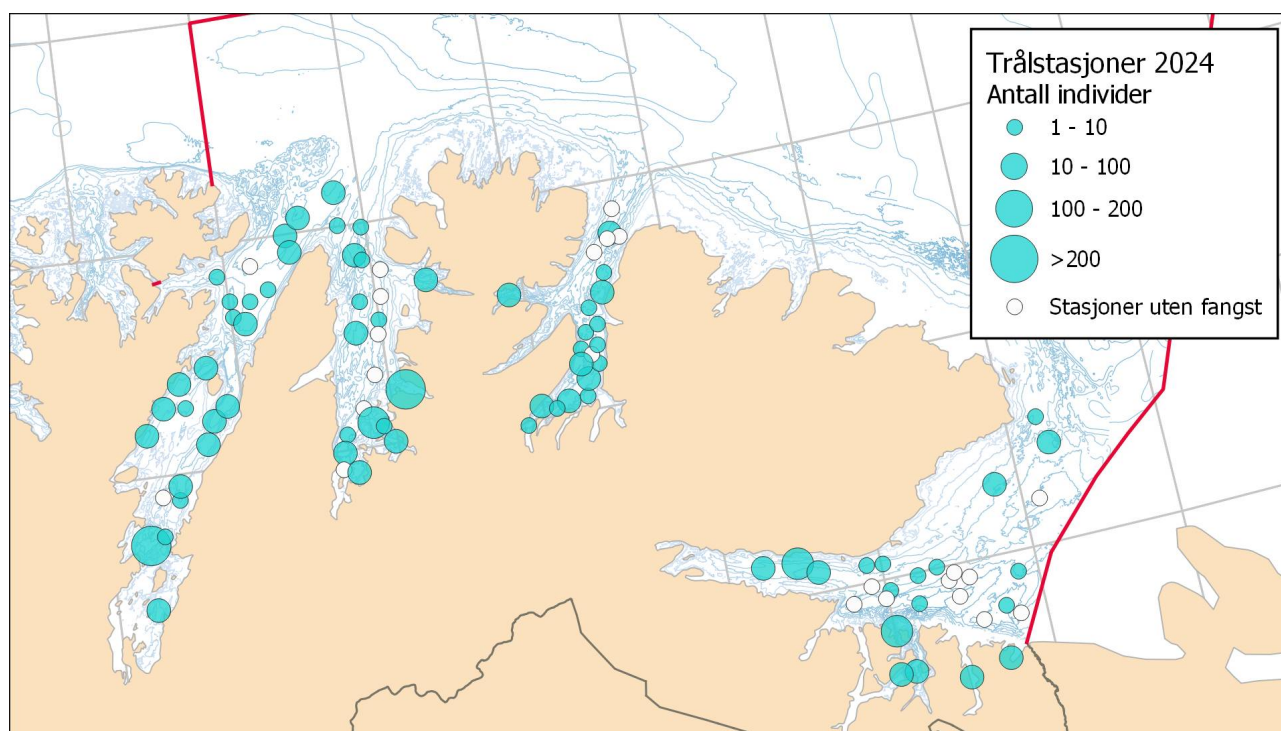 Trålstasjoner 2024
Antall individer
1 - 10
10 - 100
100 - 200
>200
Stasjoner uten fangst